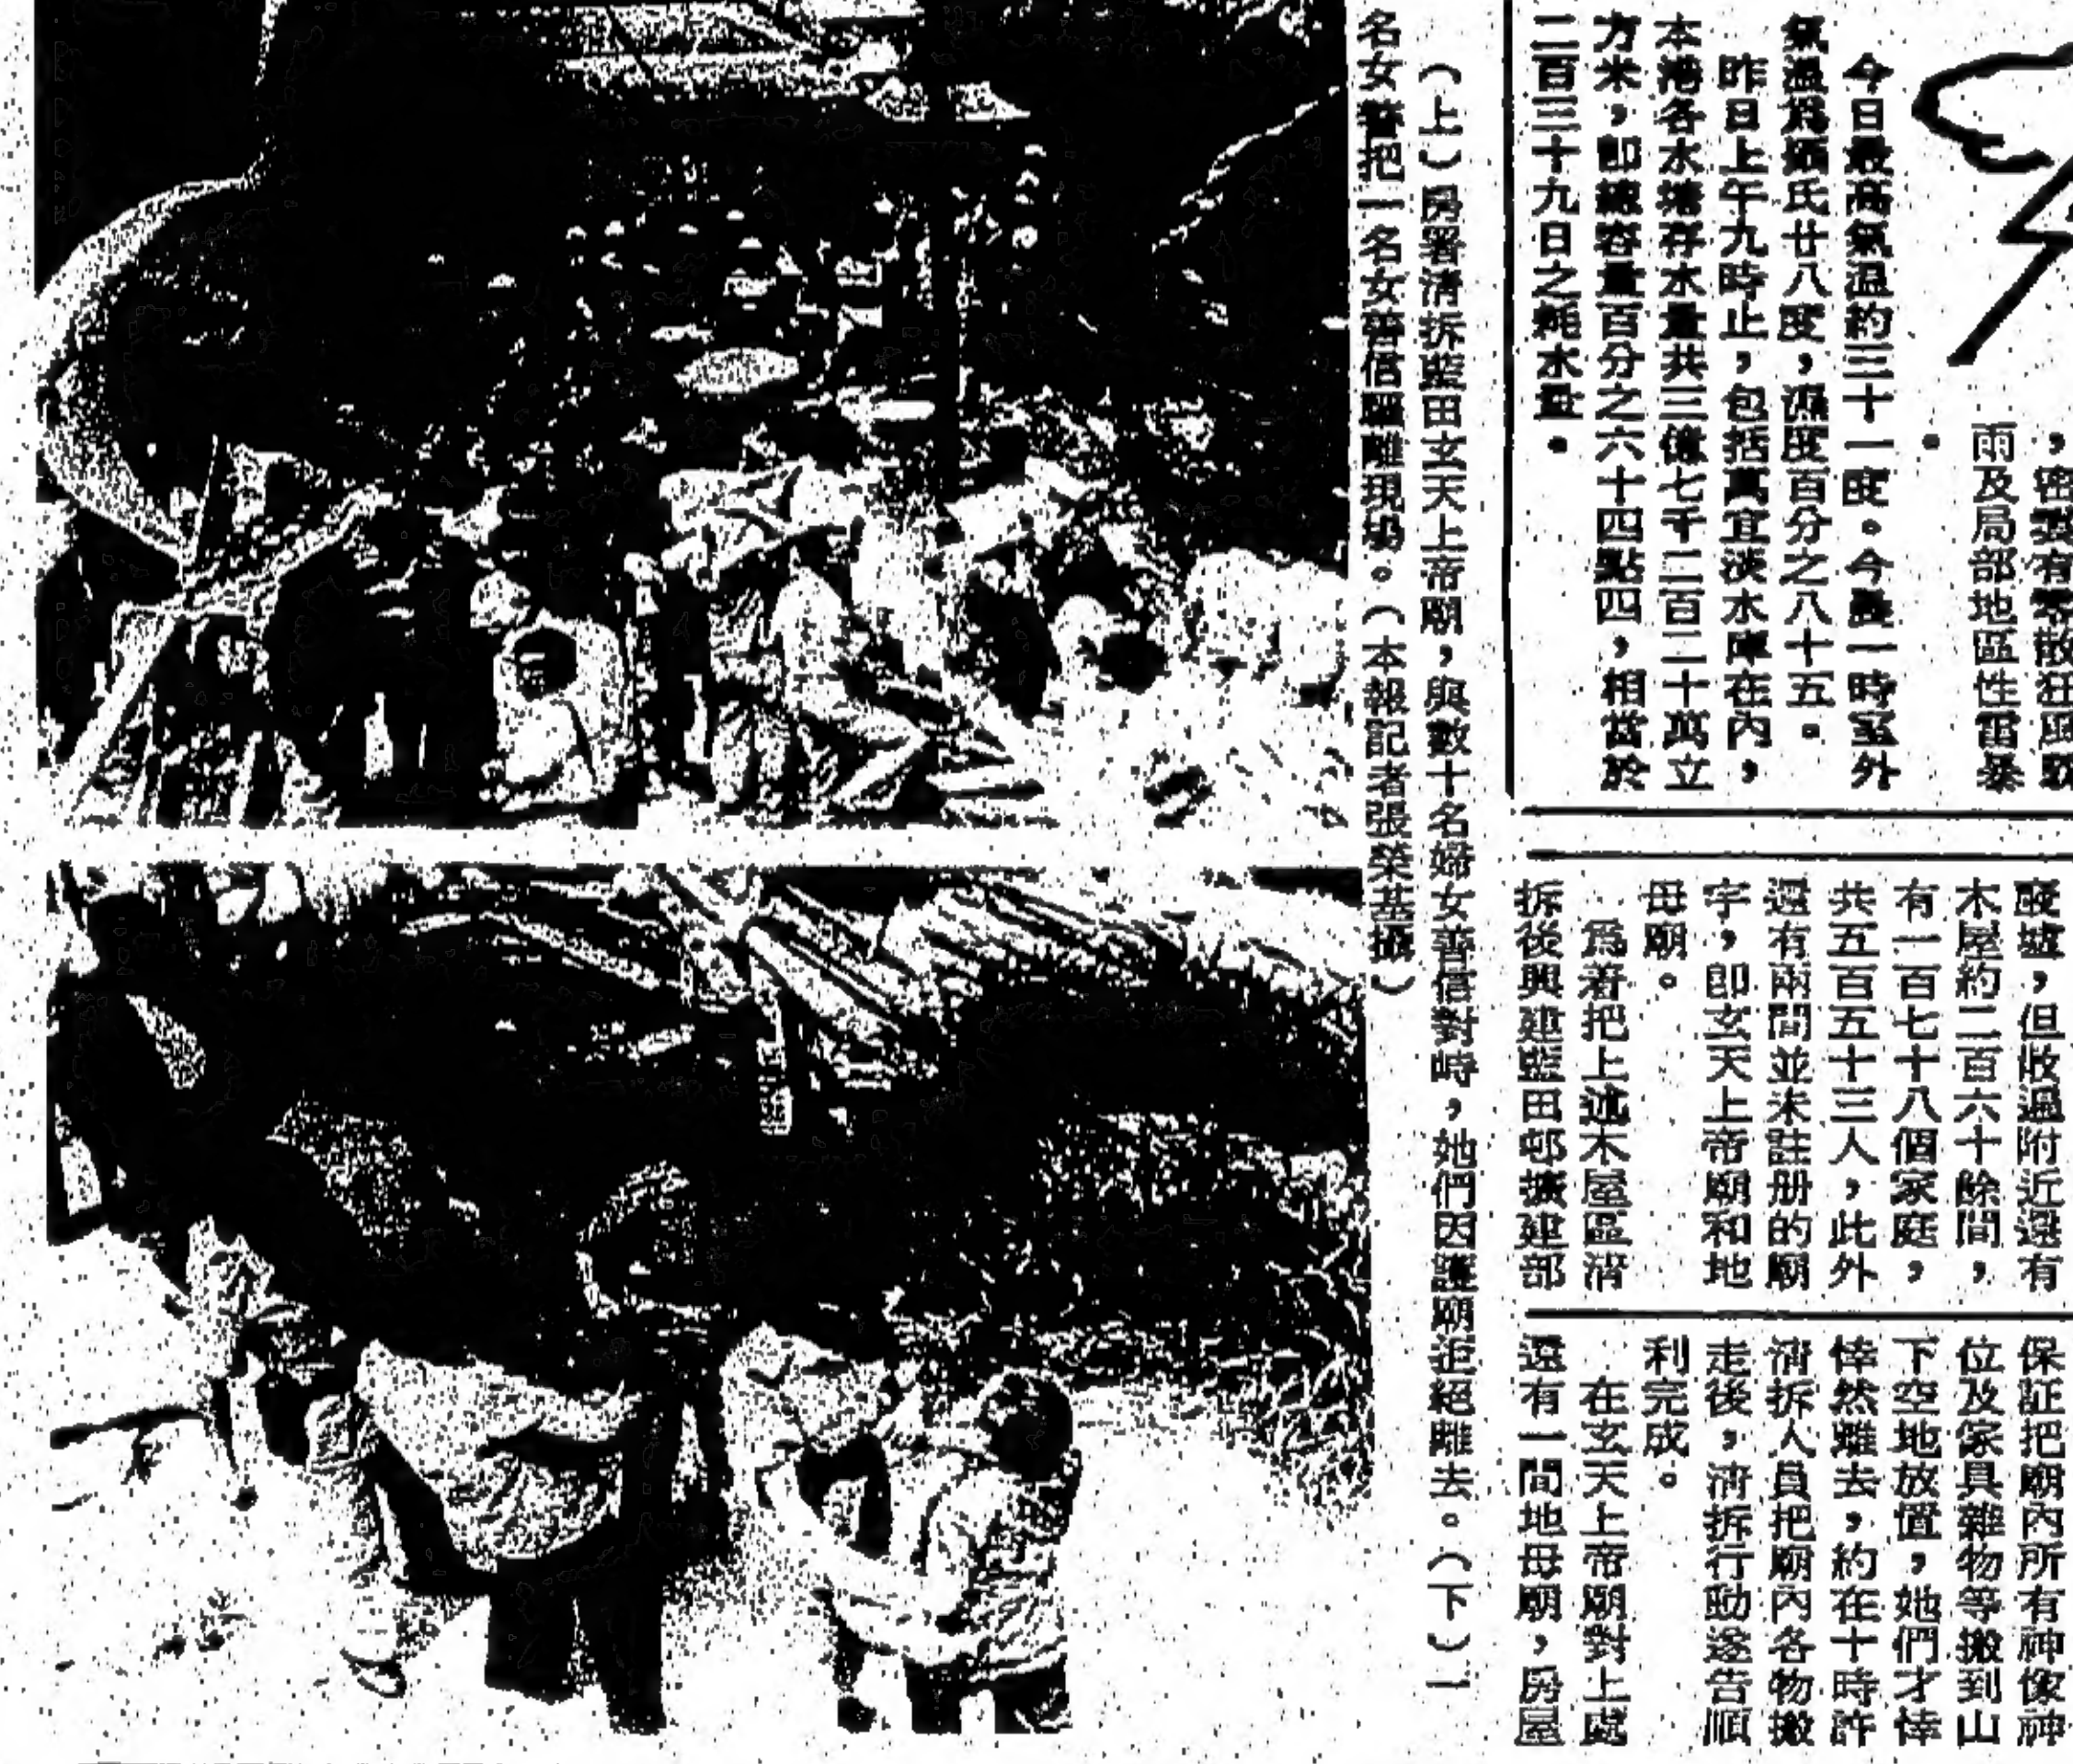 ，密雲有零散狂風驟
雨及局部地區性雷暴
。
今日最高氣溫約三十一度。今晨一時室外
氣溫為攝氏廿八度，濕度百分之八十五。
昨日上午九時止，包括萬宜淡水庫在內，
本港各水塘存水量共三億七千二百二十萬立
方米，即總容量百分之六十四點四，相當於
二百三十九日之耗水量。
（上）房署清拆藍田玄天上帝廟，與數十名婦女善信對峙，她們因護廟拒絕離去。（下）一
名女警把一名女善信驅離現場。（本報記者張榮基攝）
廢墟，但收過附近還有
木屋約二百六十餘間，
有一百七十八個家庭，
共五百五十三人，此外
還有兩間並未註册的廟
宇，即玄天上帝廟和地
母廟。
為着把上述木屋區清
拆後興建藍田邨擴建部
保証把廟內所有神像神
位及傢具雜物等搬到山
下空地放置，她們才悻
悻然離去，約在十時許
清拆人員把廟內各物搬
走後，清拆行動遂告順
利完成。
在玄天上帝廟對上處
還有一間地母廟，房屋